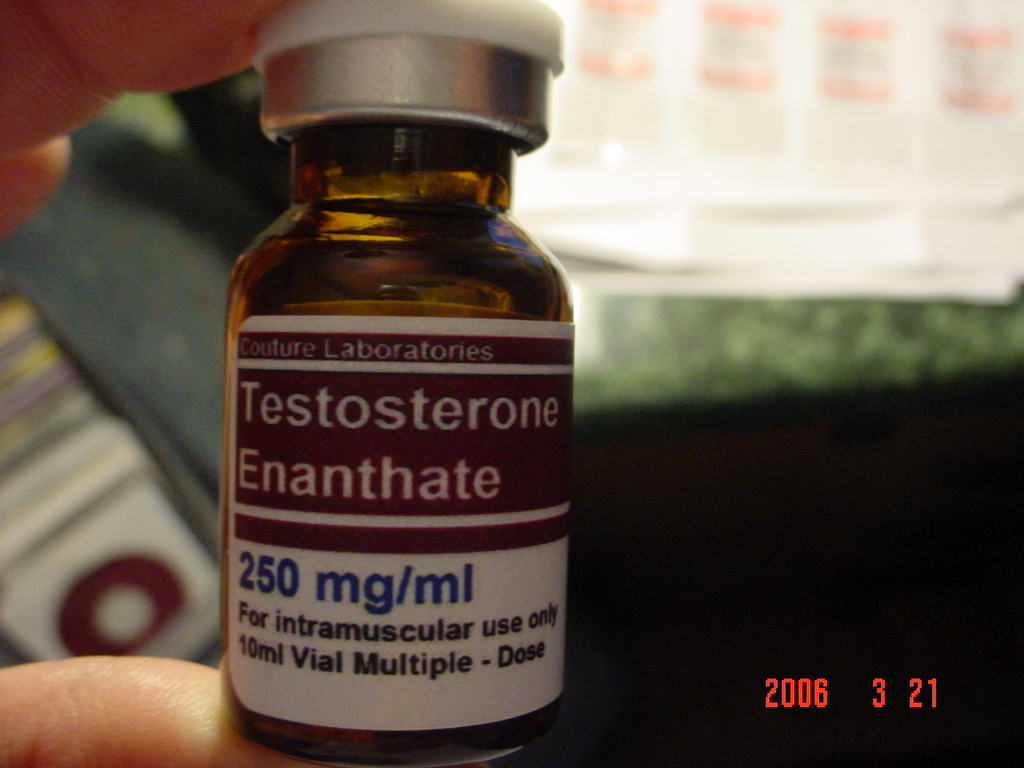 Couture Laboratories
Testosterone
Enanthate
250 mg/ml
For intramuscular use only
10ml Vial Multiple - Dose
2006 3 21